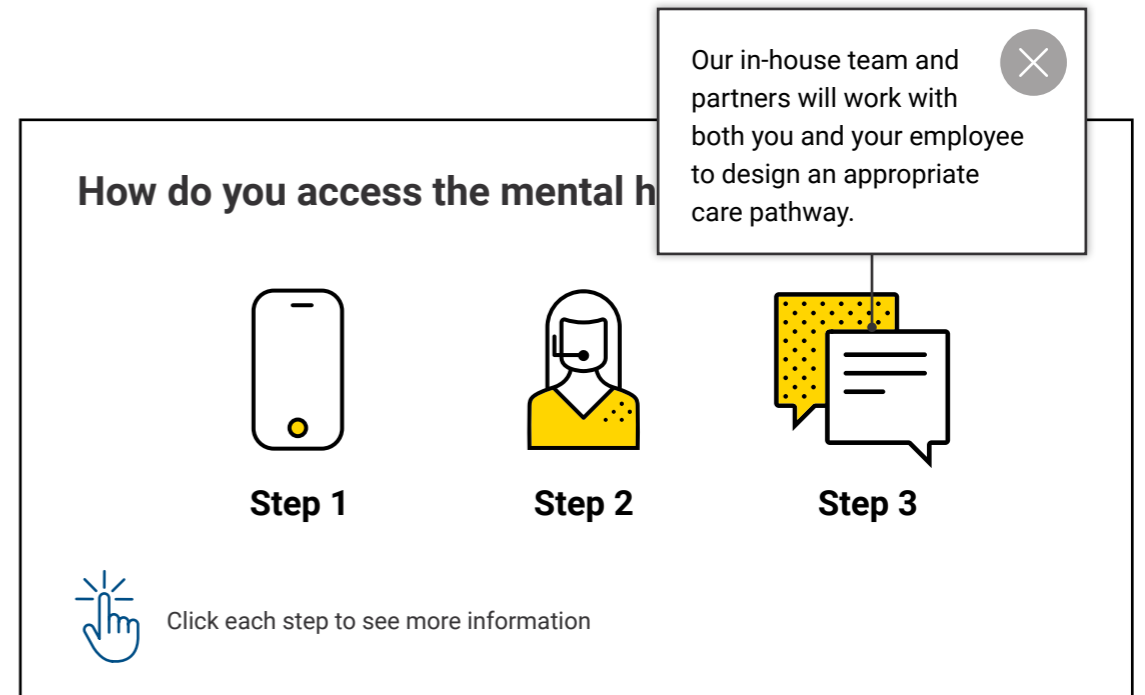 Our in-house team and
partners will work with
both you and your employee
to design an appropriate
care pathway.
How do you access the mental
Step 1
Step 2
Step 3
Click each step to see more information